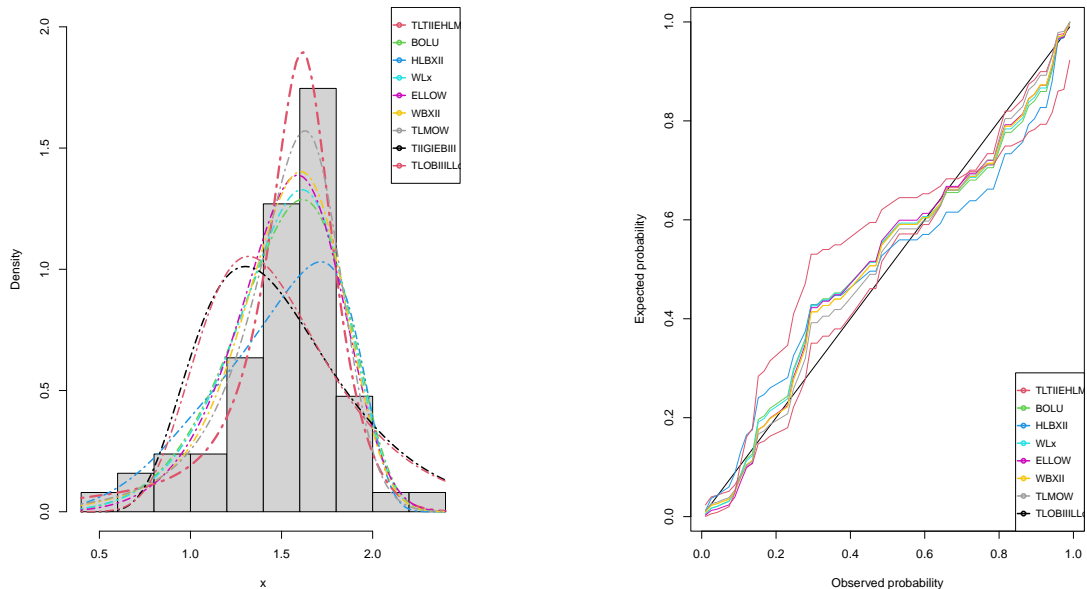 2.0
1.5
1.0
0.5
0.0
Density
0.5 1.0 1.5 2.0
x
TLTIIEHLM
BOLU
HLBXII
WLx
ELLOW
WBXII
TLMOW
TIIGIEBIII
TLOBIIILL
1.0
0.8
0.6
0.4
0.2
0.0
Expected probability
0.0 0.2 0.4 0.6 0.8 1.0
Observed probability
TLTIIEHLM
BOLU
HLBXII
WLx
ELLOW
WBXII
TLMOW
TLOBIIILL